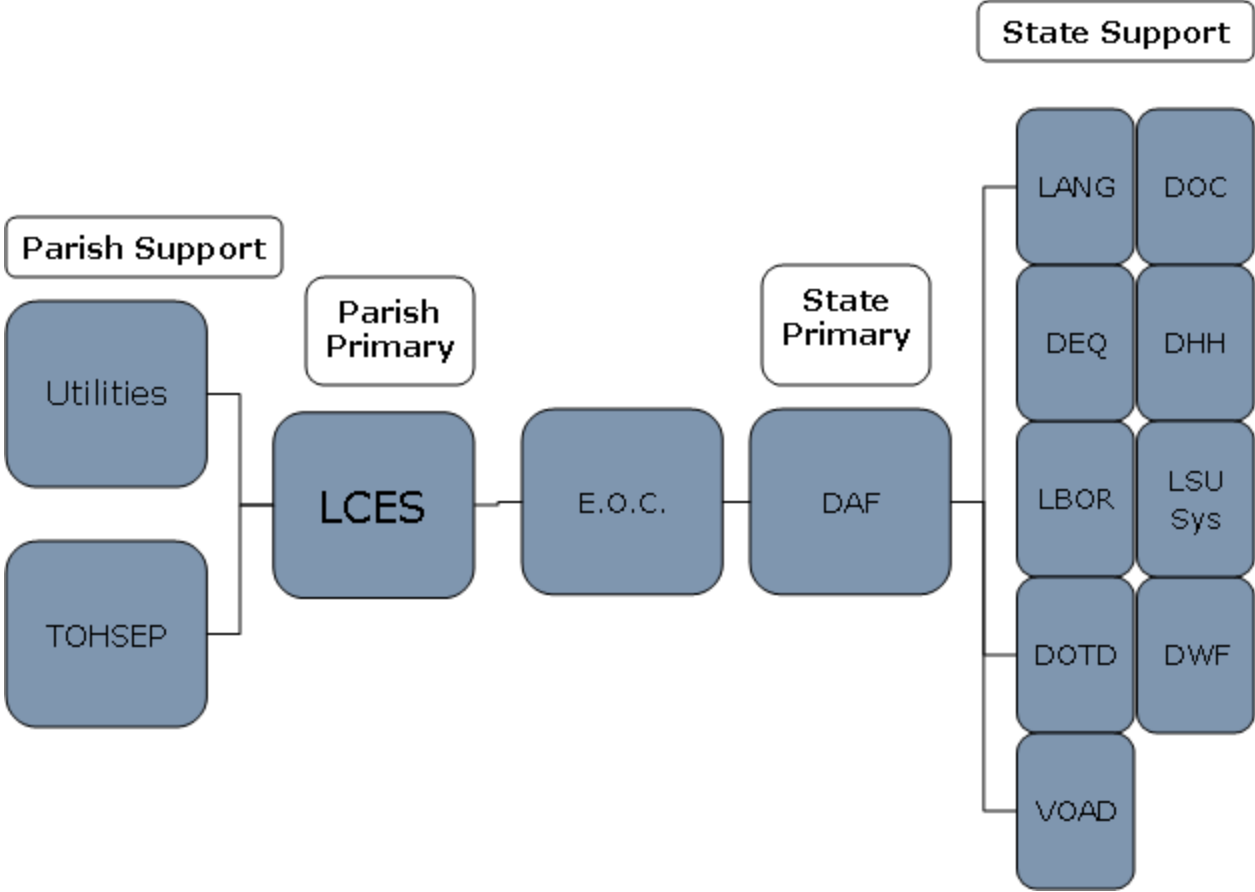 State Support
LANG
DOC
Parish Support
Parish
Primary
State
Primary
DEQ
DHH
Utilities
LCES
E.O.C.
DAF
LBOR
LSU
Sys
TOHSEP
DOTD
DWF
VOAD